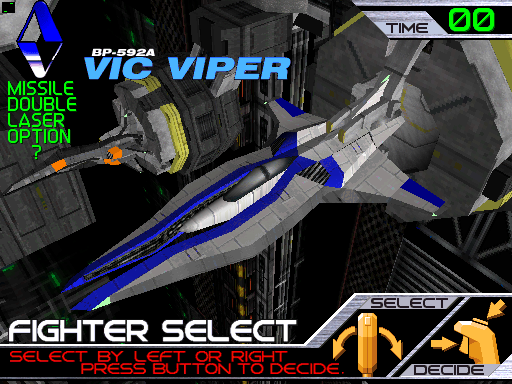 TIME 00
BP-592A
VIC VIPER
MISSILE
DOUBLE
LASER
OPTION
?
FIGHTER SELECT
SELECT BY LEFT OR RIGHT
PRESS BUTTON TO DECIDE.
SELECT
DECIDE